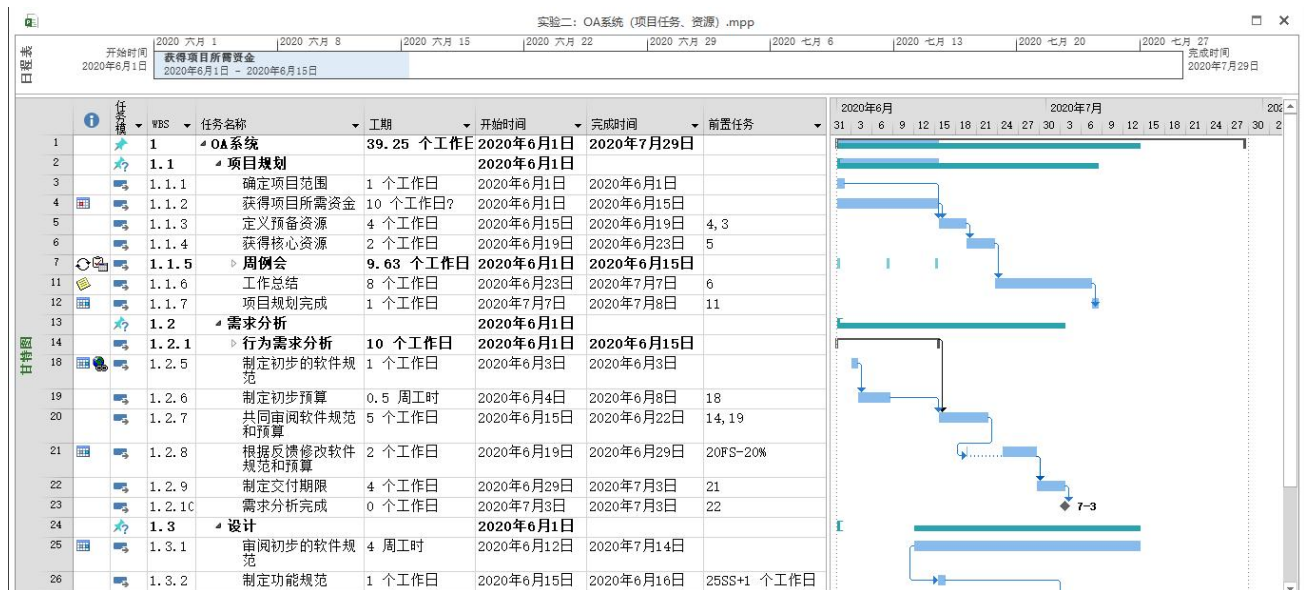 实验二：OA系统（项目任务、资源）.mpp
日程表
开始时间
2020年6月1日
2020 六月 1 2020 六月 8 2020 六月 15 2020 六月 22 2020 六月 29 2020 七月 6 2020 七月 13 2020 七月 20 2020 七月 27
获得项目所需资金
2020年6月1日 - 2020年6月15日
完成时间
2020年7月29日
甘特图
任务模 WBS 任务名称 工期 开始时间 完成时间 前置任务
2020年6月 2020年7月 202
31 3 6 9 12 15 18 21 24 27 30 3 6 9 12 15 18 21 24 27 30 2
1 1 OA系统 39.25 个工作E 2020年6月1日 2020年7月29日
2 1.1 项目规划 2020年6月1日
3 1.1.1 确定项目范围 1 个工作日 2020年6月1日 2020年6月1日
4 1.1.2 获得项目所需资金 10 个工作日? 2020年6月1日 2020年6月15日
5 1.1.3 定义预备资源 4 个工作日 2020年6月15日 2020年6月19日 4,3
6 1.1.4 获得核心资源 2 个工作日 2020年6月19日 2020年6月23日 5
7 1.1.5 周例会 9.63 个工作日 2020年6月1日 2020年6月15日
11 1.1.6 工作总结 8 个工作日 2020年6月23日 2020年7月7日 6
12 1.1.7 项目规划完成 1 个工作日 2020年7月7日 2020年7月8日 11
13 1.2 需求分析 2020年6月1日
14 1.2.1 行为需求分析 10 个工作日 2020年6月1日 2020年6月15日
18 1.2.5 制定初步的软件规 1 个工作日 2020年6月3日 2020年6月3日
范
19 1.2.6 制定初步预算 0.5 周工时 2020年6月4日 2020年6月8日 18
20 1.2.7 共同审阅软件规范 5 个工作日 2020年6月15日 2020年6月22日 14,19
和预算
21 1.2.8 根据反馈修改软件 2 个工作日 2020年6月19日 2020年6月29日 20FS-20%
规范和预算
22 1.2.9 制定交付期限 4 个工作日 2020年6月29日 2020年7月3日 21
23 1.2.10 需求分析完成 0 个工作日 2020年7月3日 2020年7月3日 22 7-3
24 1.3 设计 2020年6月1日
25 1.3.1 审阅初步的软件规 4 周工时 2020年6月12日 2020年7月14日
范
26 1.3.2 制定功能规范 1 个工作日 2020年6月15日 2020年6月16日 25SS+1 个工作日